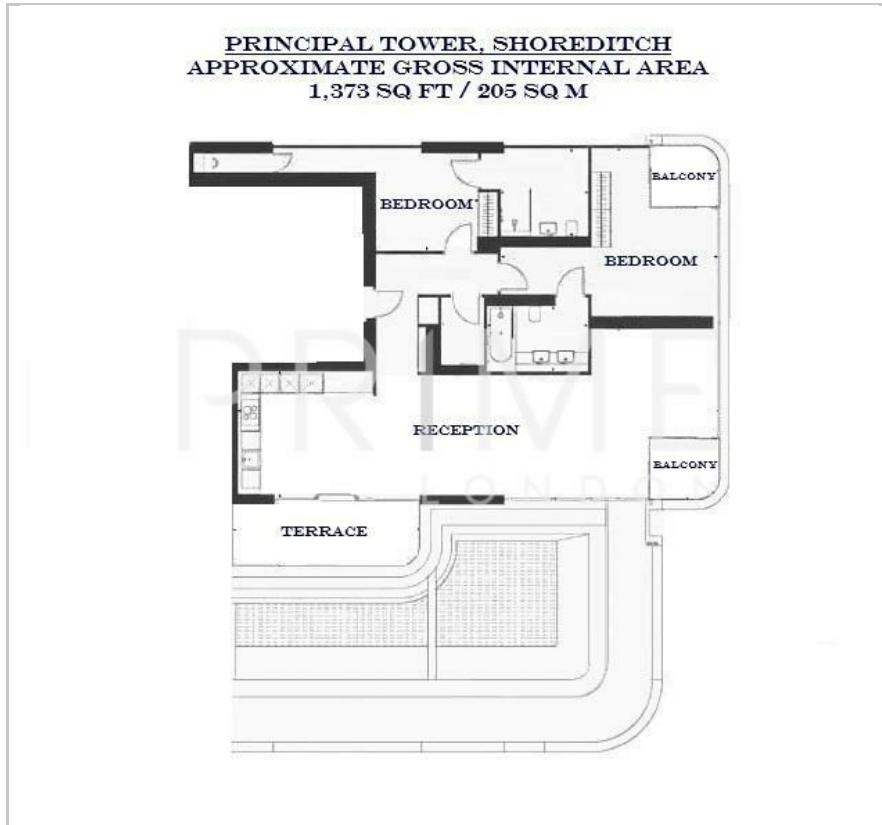 PRINCIPAL TOWER, SHOREDITCH
APPROXIMATE GROSS INTERNAL AREA
1,373 SQ FT / 205 SQ M
BALCONY
BEDROOM
BEDROOM
PRIME
RECEPTION
BALCONY
LONDON
TERRACE